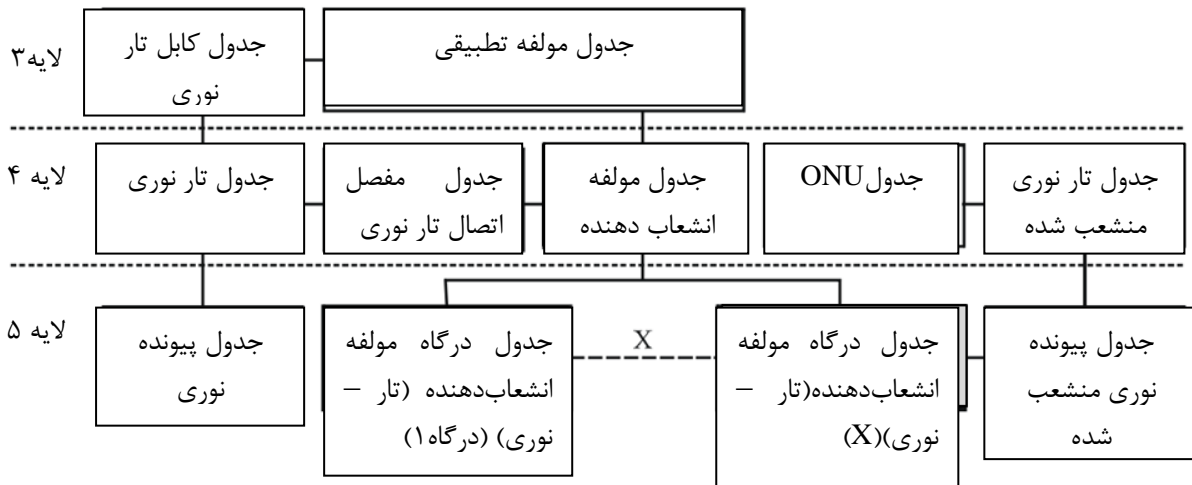 لایه۳
جدول مولفه تطبیقی
جدول کابل تار
نوری
لایه ۴
جدول تار نوری
منشعب شده
جدولONU
جدول مولفه
انشعاب دهنده
جدول مفصل
اتصال تار نوری
جدول تار نوری
لایه ۵
جدول پیونده
نوری منشعب
شده
جدول درگاه مولفه
انشعاب‌دهنده(تار –
نوری)(X)
X
جدول درگاه مولفه
انشعاب‌دهنده (تار –
نوری) (درگاه۱)
جدول پیونده
نوری